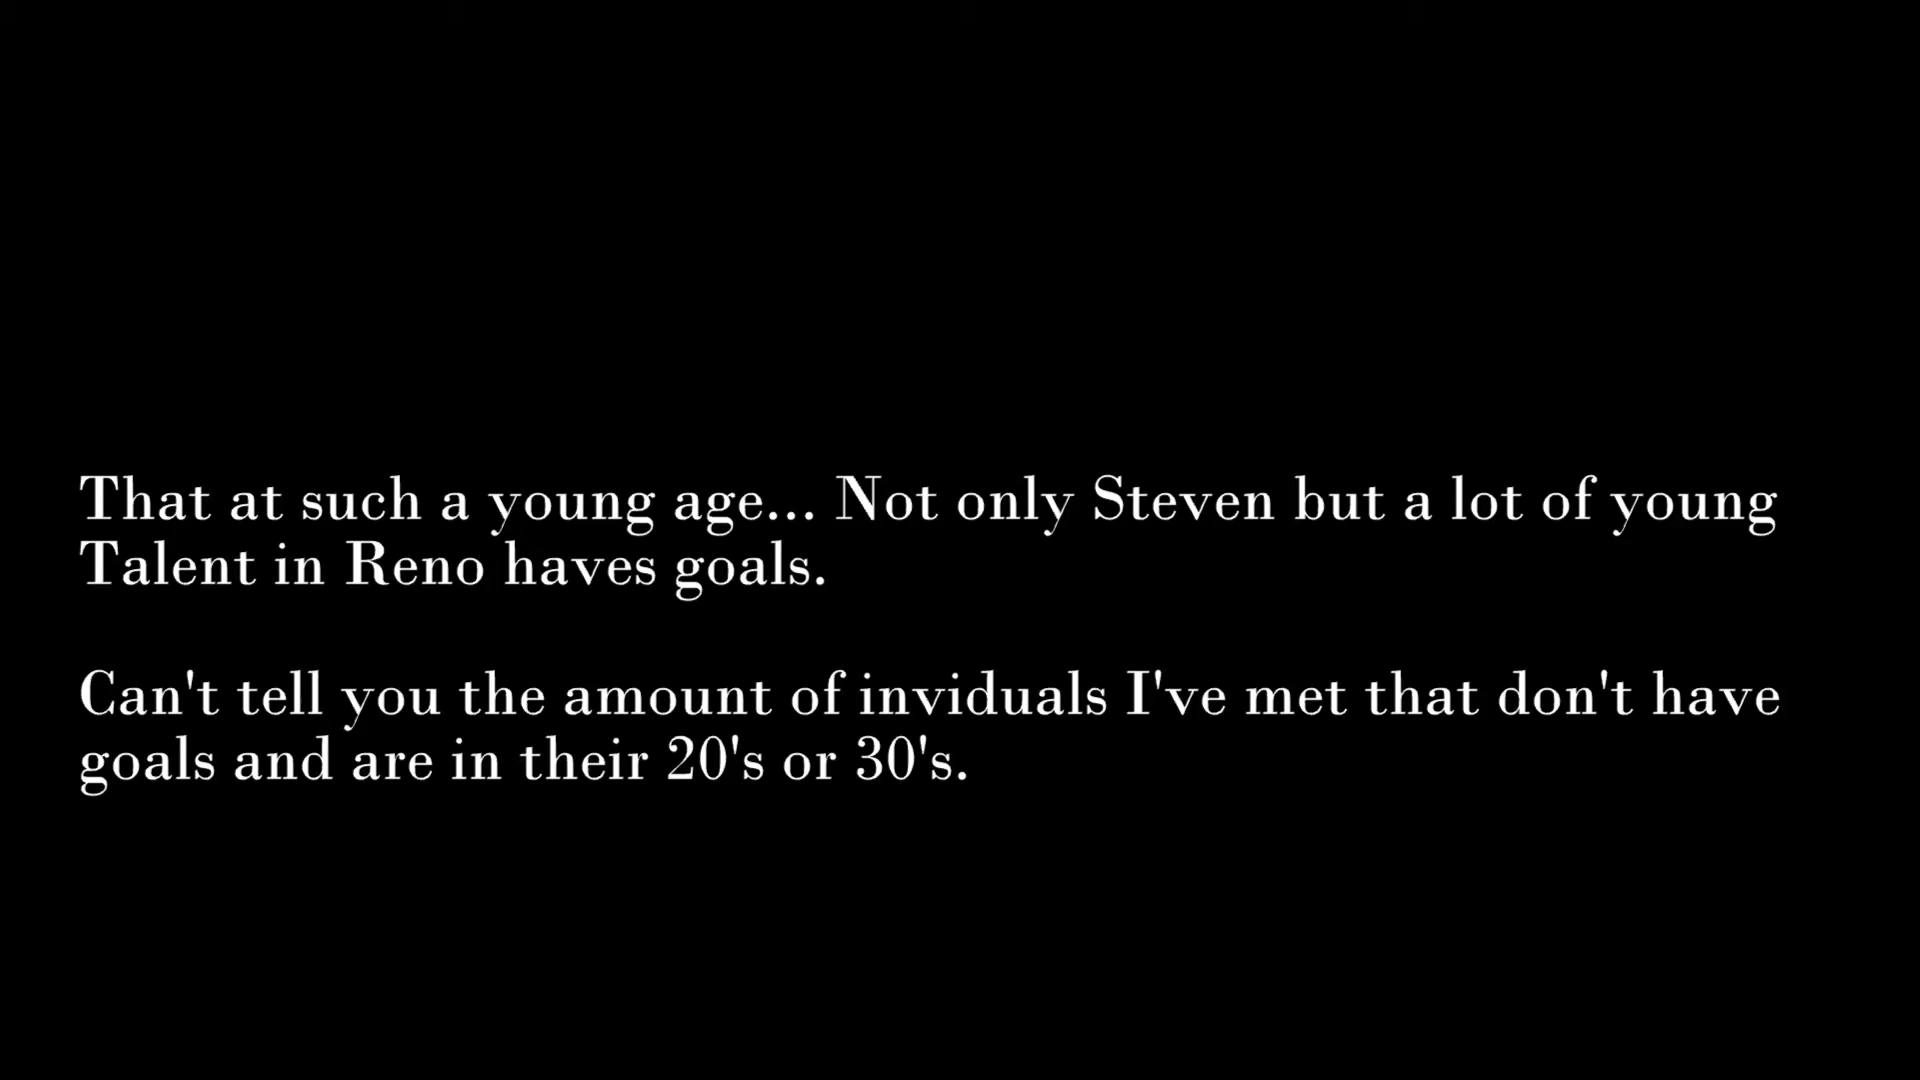 That at such a young age... Not only Steven but a lot of young
Talent in Reno haves goals.
Can't tell you the amount of inviduals I've met that don't have
goals and are in their 20's or 30's.